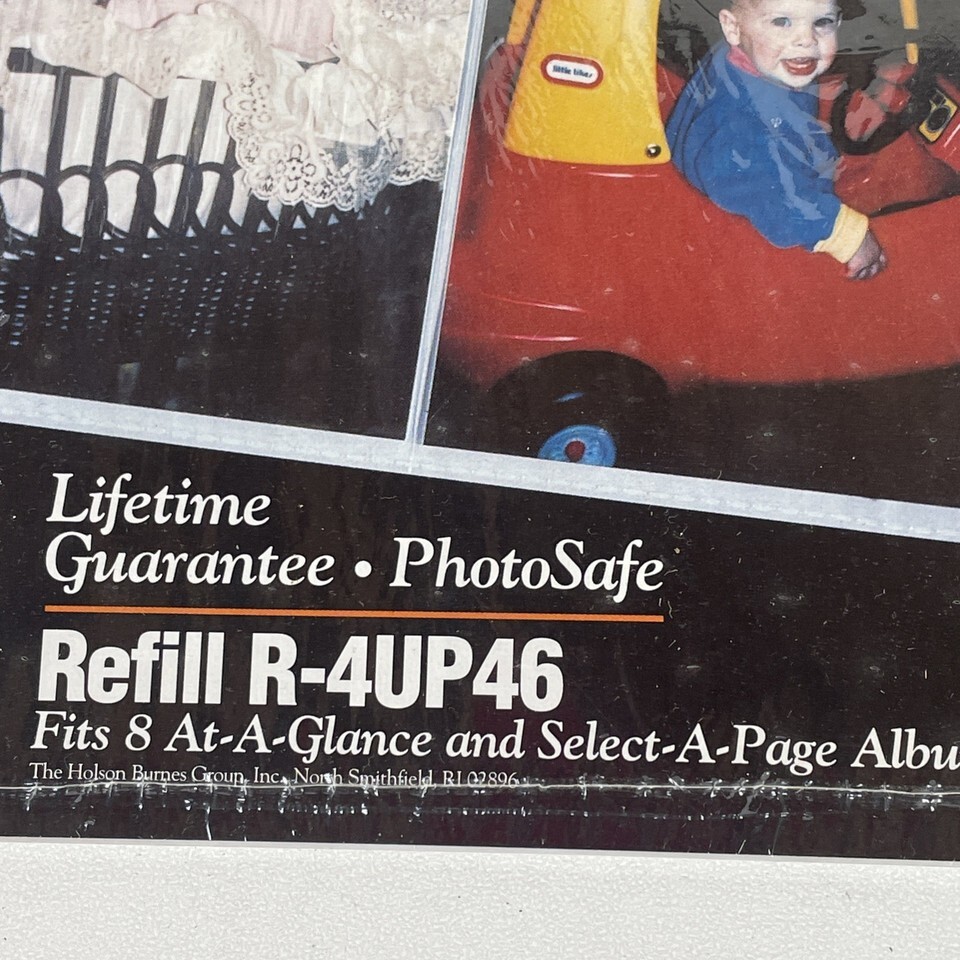 little tikes
Lifetime
Guarantee • PhotoSafe
Refill R-4UP46
Fits 8 At-A-Glance and Select-A-Page Albu
The Holson Burnes Group, Inc., North Smithfield, RI 02896